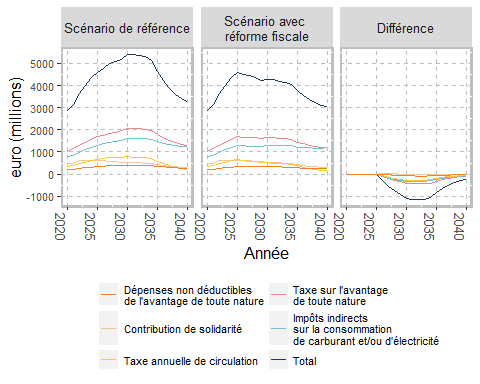 Scénario de référence
Scénario avec
réforme fiscale
Différence
euro (millions)
5000
4000
3000
2000
1000
0
-1000
2020
2025
2030
2035
2040
2020
2025
2030
2035
2040
2020
2025
2030
2035
2040
Année
Dépenses non déductibles
de l'avantage de toute nature
Taxe sur l'avantage
de toute nature
Contribution de solidarité
Impôts indirects
sur la consommation
de carburant et/ou d'électricité
Taxe annuelle de circulation
Total